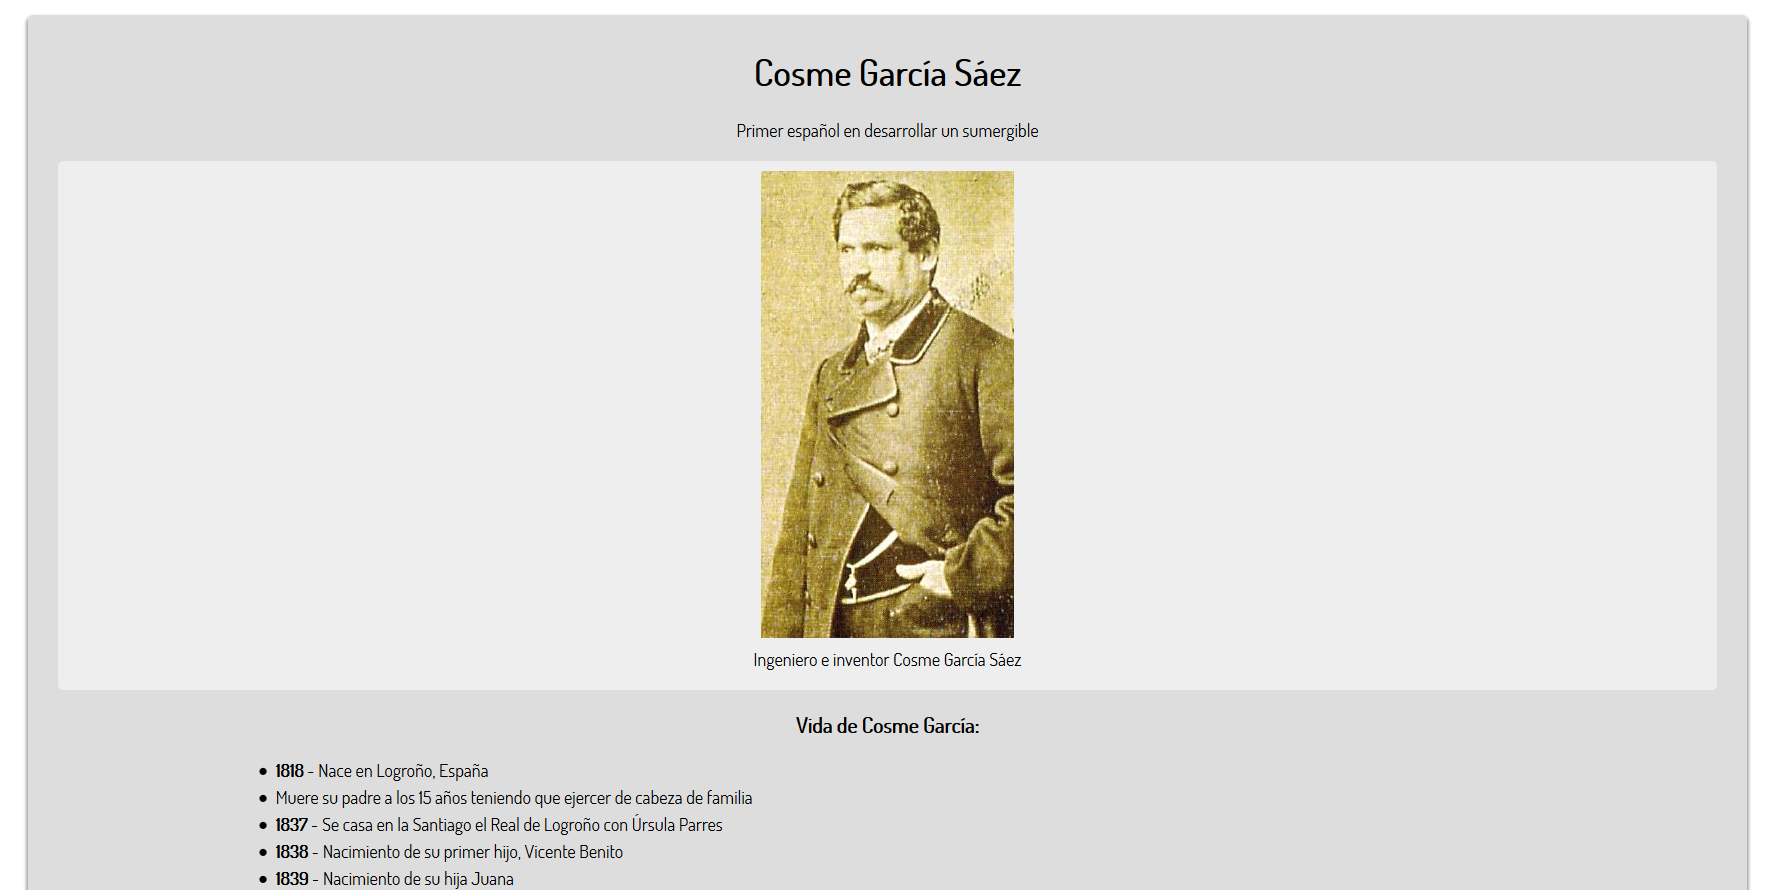 Cosme García Sáez
Primer español en desarrollar un sumergible
Ingeniero e inventor Cosme García Sáez
Vida de Cosme García:
1818 - Nace en Logroño, España
Muere su padre a los 15 años teniendo que ejercer de cabeza de familia
1837 - Se casa en la Santiago el Real de Logroño con Úrsula Parres
1838 - Nacimiento de su primer hijo, Vicente Benito
1839 - Nacimiento de su hija Juana